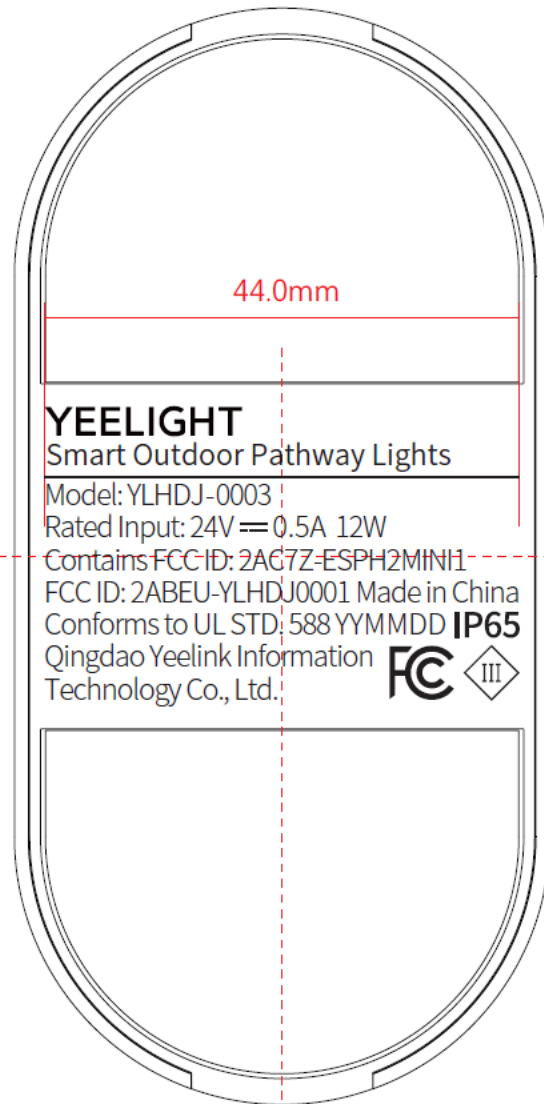 44.0mm
YEELIGHT
Smart Outdoor Pathway Lights
Model: YLHDJ-0003
Rated Input: 24V ⎓ 0.5A 12W
Contains FCC ID: 2AC7Z-ESPH2MINI1
FCC ID: 2ABEU-YLHDJ0001 Made in China
Conforms to UL STD. 588 YYMMDD IP65
Qingdao Yeelink Information
Technology Co., Ltd.
FC III